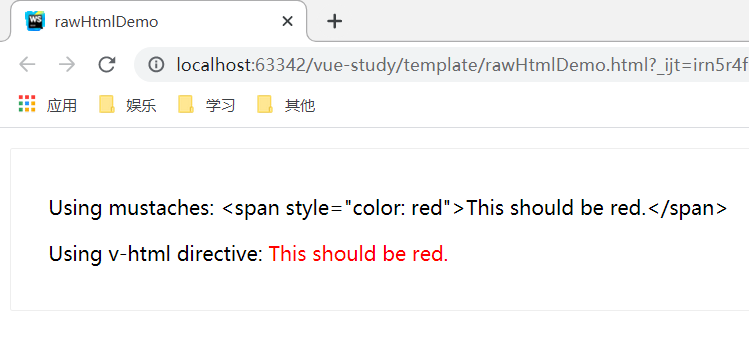 rawHtmlDemo
localhost:63342/vue-study/template/rawHtmlDemo.html?_ijt=irn5r4f
应用 娱乐 学习 其他
Using mustaches: <span style="color: red">This should be red.</span>
Using v-html directive: This should be red.